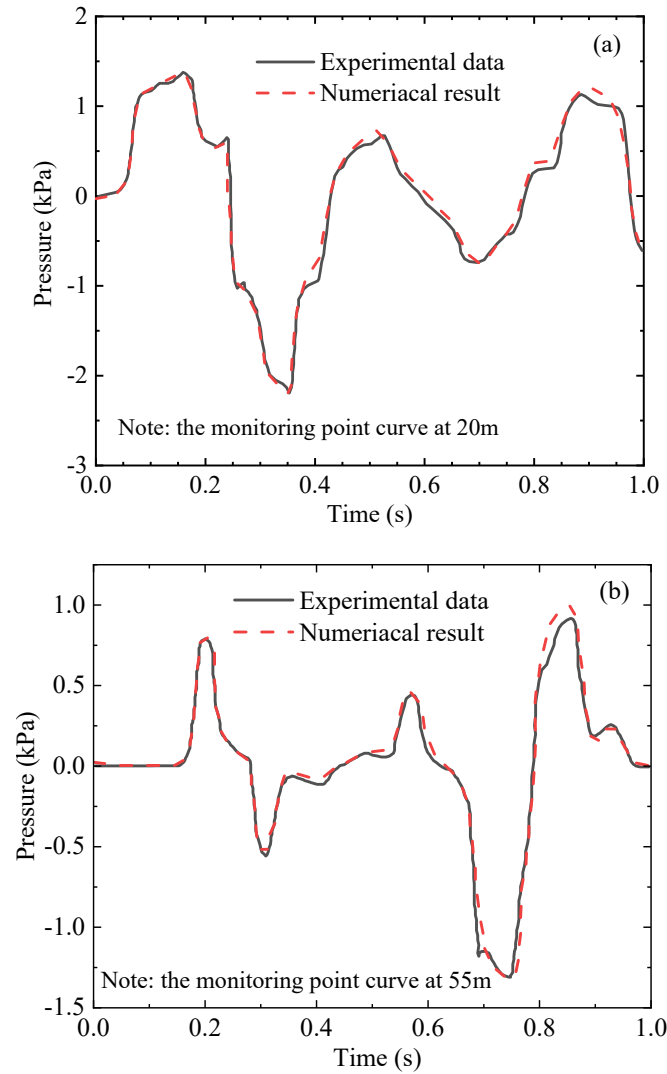 (a)
Experimental data
Numeriacal result
2
1
0
-1
-2
-3
Pressure (kPa)
Note: the monitoring point curve at 20m
0.0 0.2 0.4 0.6 0.8 1.0
Time (s)
(b)
Experimental data
Numeriacal result
1.0
0.5
0.0
-0.5
-1.0
-1.5
Pressure (kPa)
Note: the monitoring point curve at 55m
0.0 0.2 0.4 0.6 0.8 1.0
Time (s)